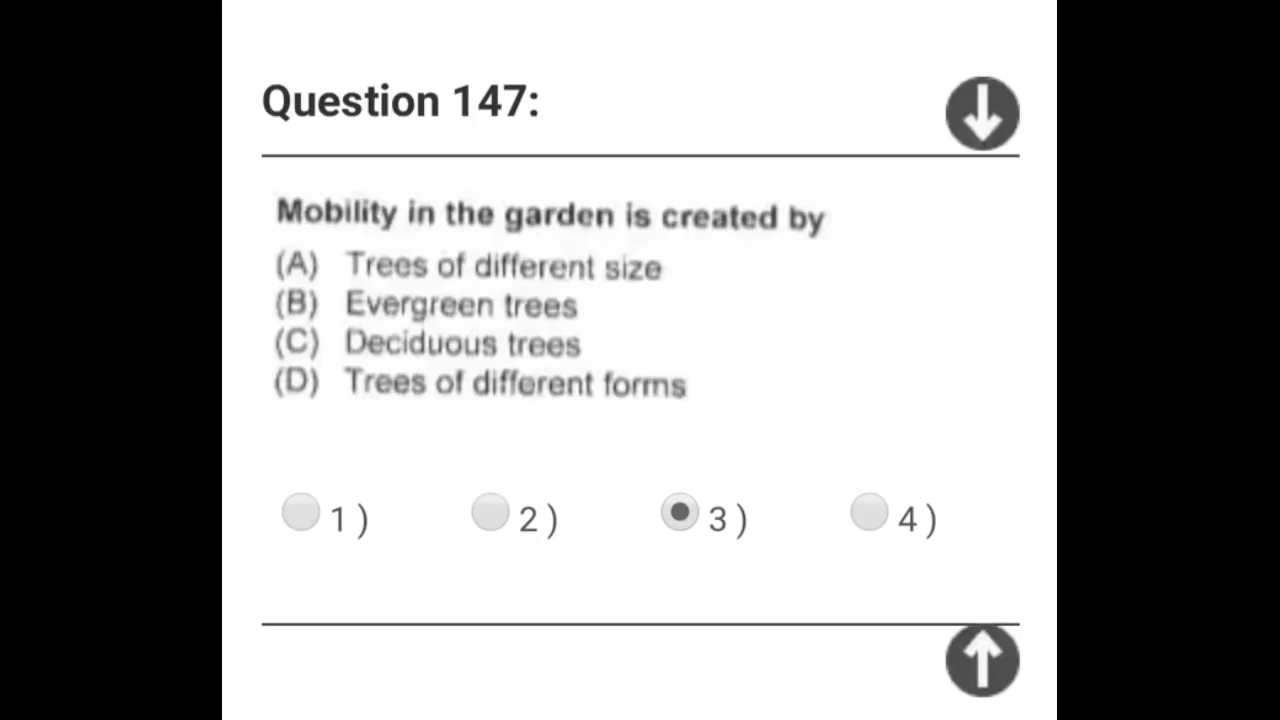 Question 147:
Mobility in the garden is created by
(A) Trees of different size
(B) Evergreen trees
(C) Deciduous trees
(D) Trees of different forms
1 ) 2 ) 3 ) 4 )